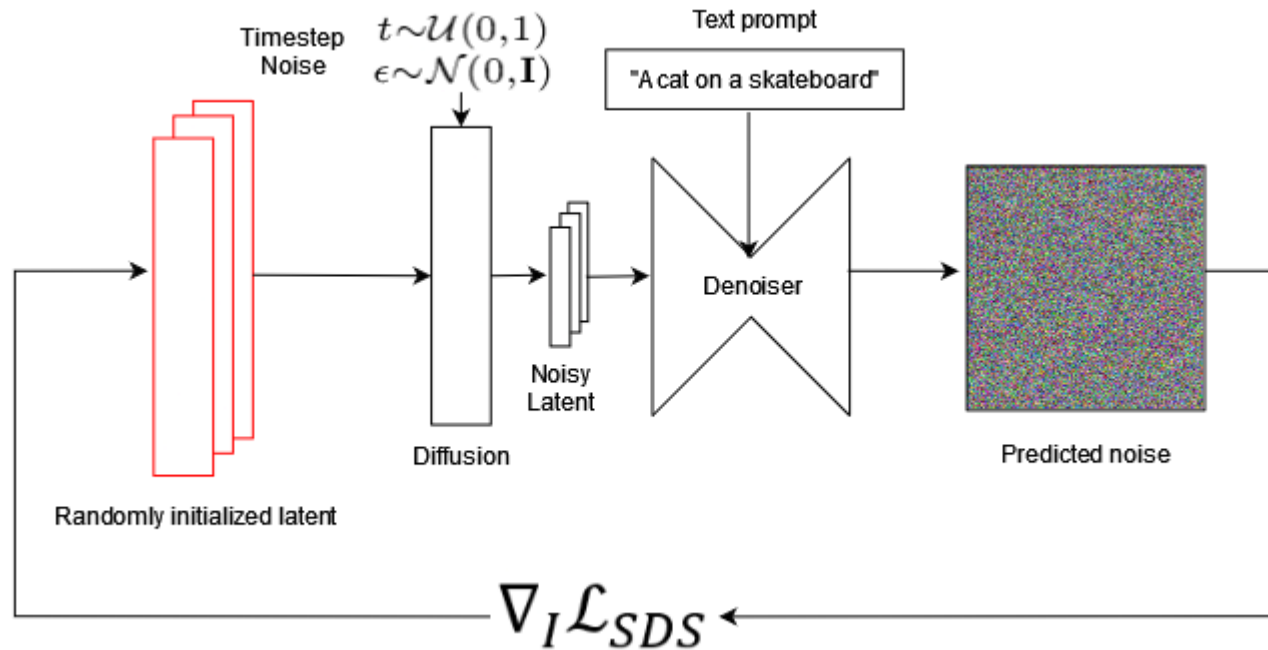 Timestep
Noise
t∼𝒰(0,1)
ϵ∼𝒩(0,𝐈)
Text prompt
"A cat on a skateboard"
Denoiser
Noisy
Latent
Diffusion
Predicted noise
Randomly initialized latent
∇_I ℒ_SDS